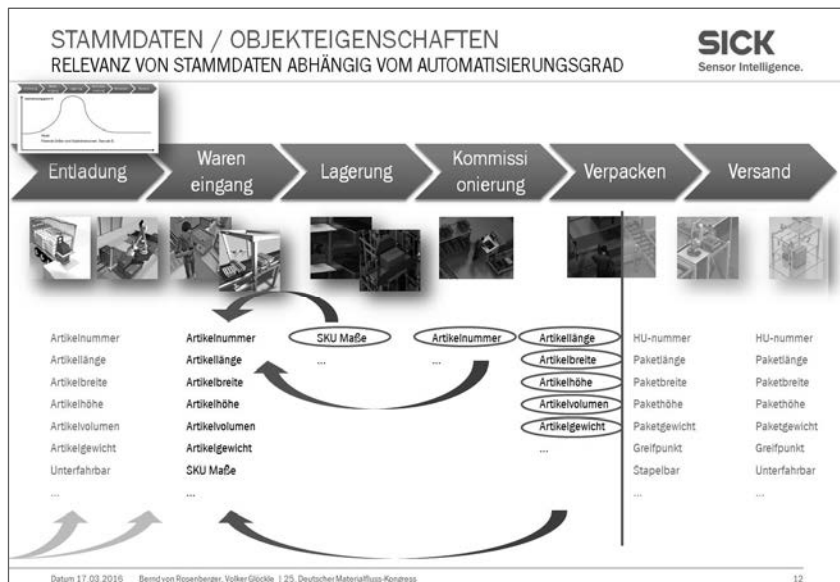 STAMMDATEN / OBJEKTEIGENSCHAFTEN
RELEVANZ VON STAMMDATEN ABHÄNGIG VOM AUTOMATISIERUNGSGRAD
SICK
Sensor Intelligence.
Entladung
Waren
eingang
Lagerung
Kommissi
onierung
Verpacken
Versand
Artikelnummer
Artikellänge
Artikelbreite
Artikelhöhe
Artikelvolumen
Artikelgewicht
Unterfahrbar
...
Artikelnummer
Artikellänge
Artikelbreite
Artikelhöhe
Artikelvolumen
Artikelgewicht
SKU Maße
...
SKU Maße
...
Artikelnummer
...
Artikellänge
Artikelbreite
Artikelhöhe
Artikelvolumen
Artikelgewicht
...
HU-nummer
Paketlänge
Paketbreite
Pakethöhe
Paketgewicht
Greifpunkt
Stapelbar
...
HU-nummer
Paketlänge
Paketbreite
Pakethöhe
Paketgewicht
Greifpunkt
Unterfahrbar
...
Datum 17.03.2016 Bernd von Rosenberger, Volker Glöckle | 25. Deutscher Materialfluss-Kongress 12